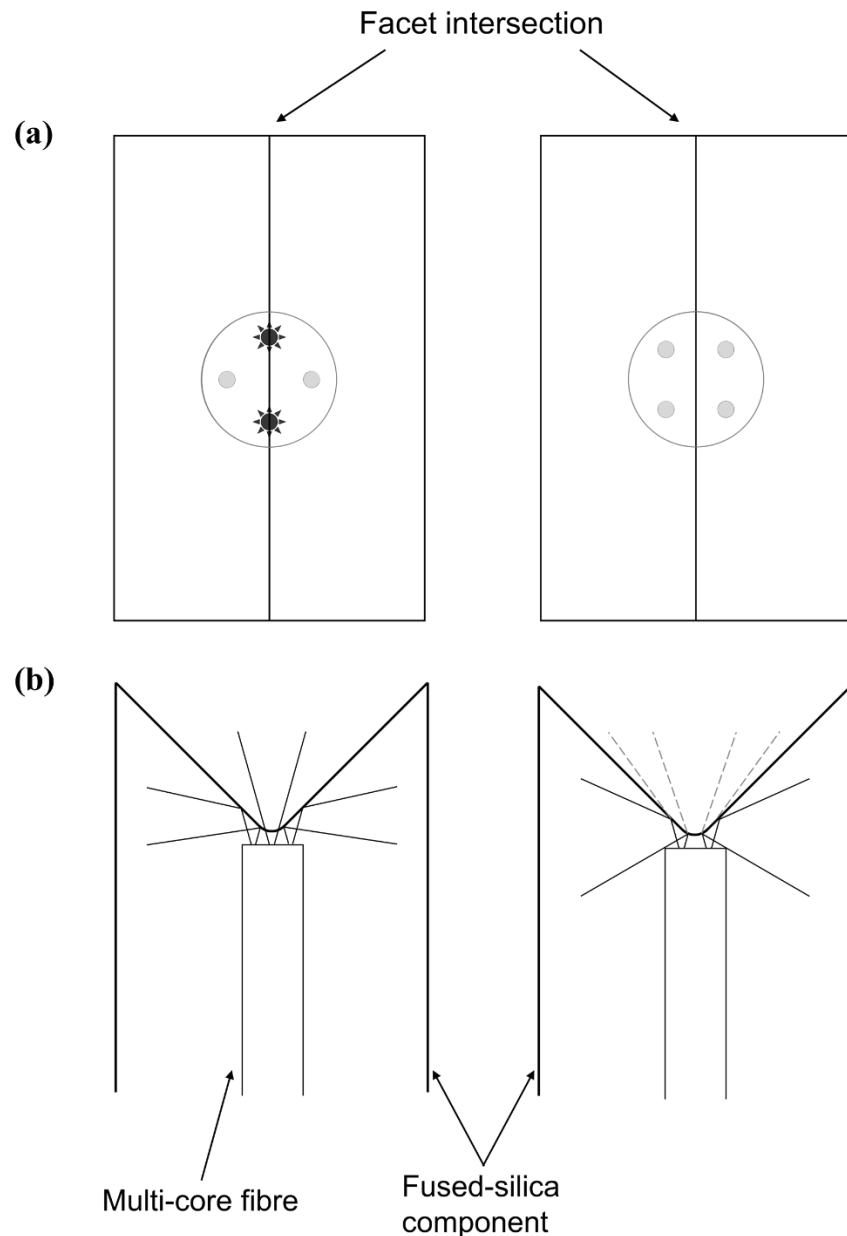 Facet intersection
(a)
(b)
Multi-core fibre
Fused-silica
component